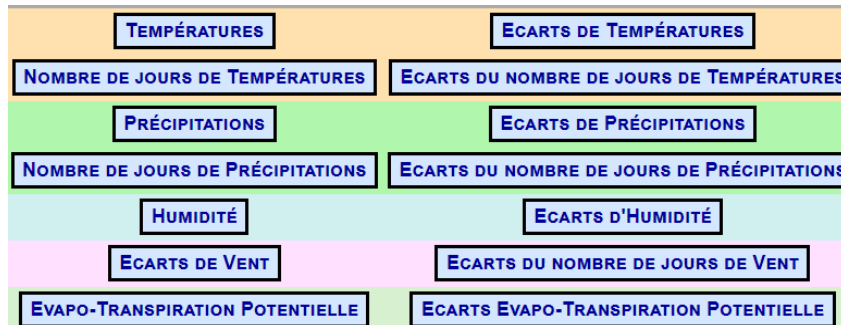 Températures
Ecarts de Températures
Nombre de jours de Températures
Ecarts du nombre de jours de Températures
Précipitations
Ecarts de Précipitations
Nombre de jours de Précipitations
Ecarts du nombre de jours de Précipitations
Humidité
Ecarts d'Humidité
Ecarts de Vent
Ecarts du nombre de jours de Vent
Evapo-Transpiration Potentielle
Ecarts Evapo-Transpiration Potentielle